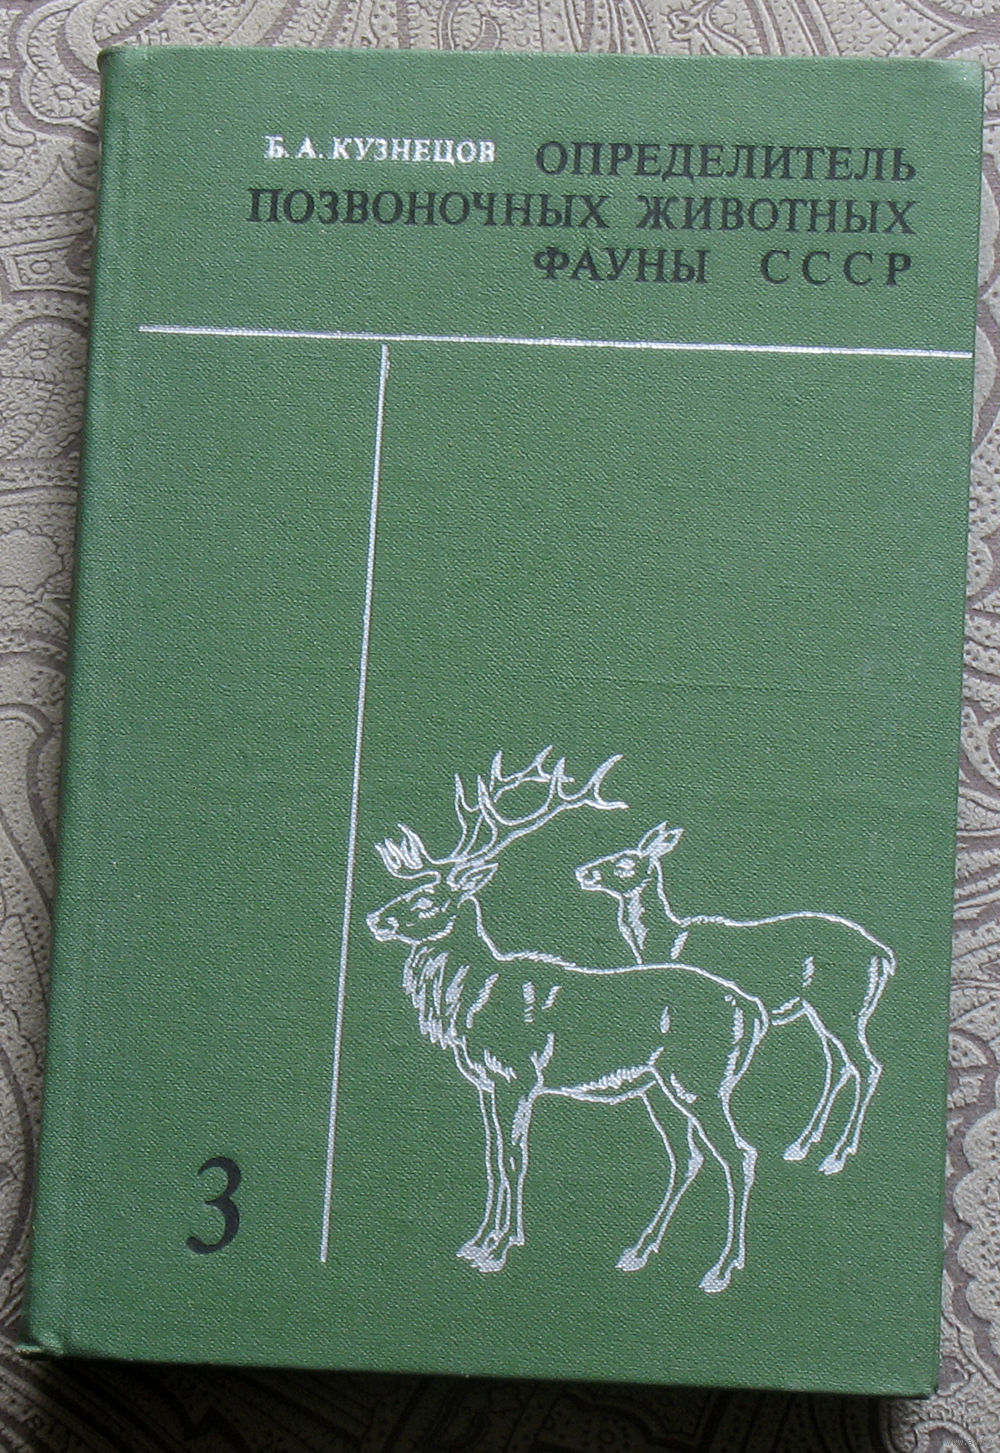 Б. А. КУЗНЕЦОВ ОПРЕДЕЛИТЕЛЬ
ПОЗВОНОЧНЫХ ЖИВОТНЫХ
ФАУНЫ СССР
3